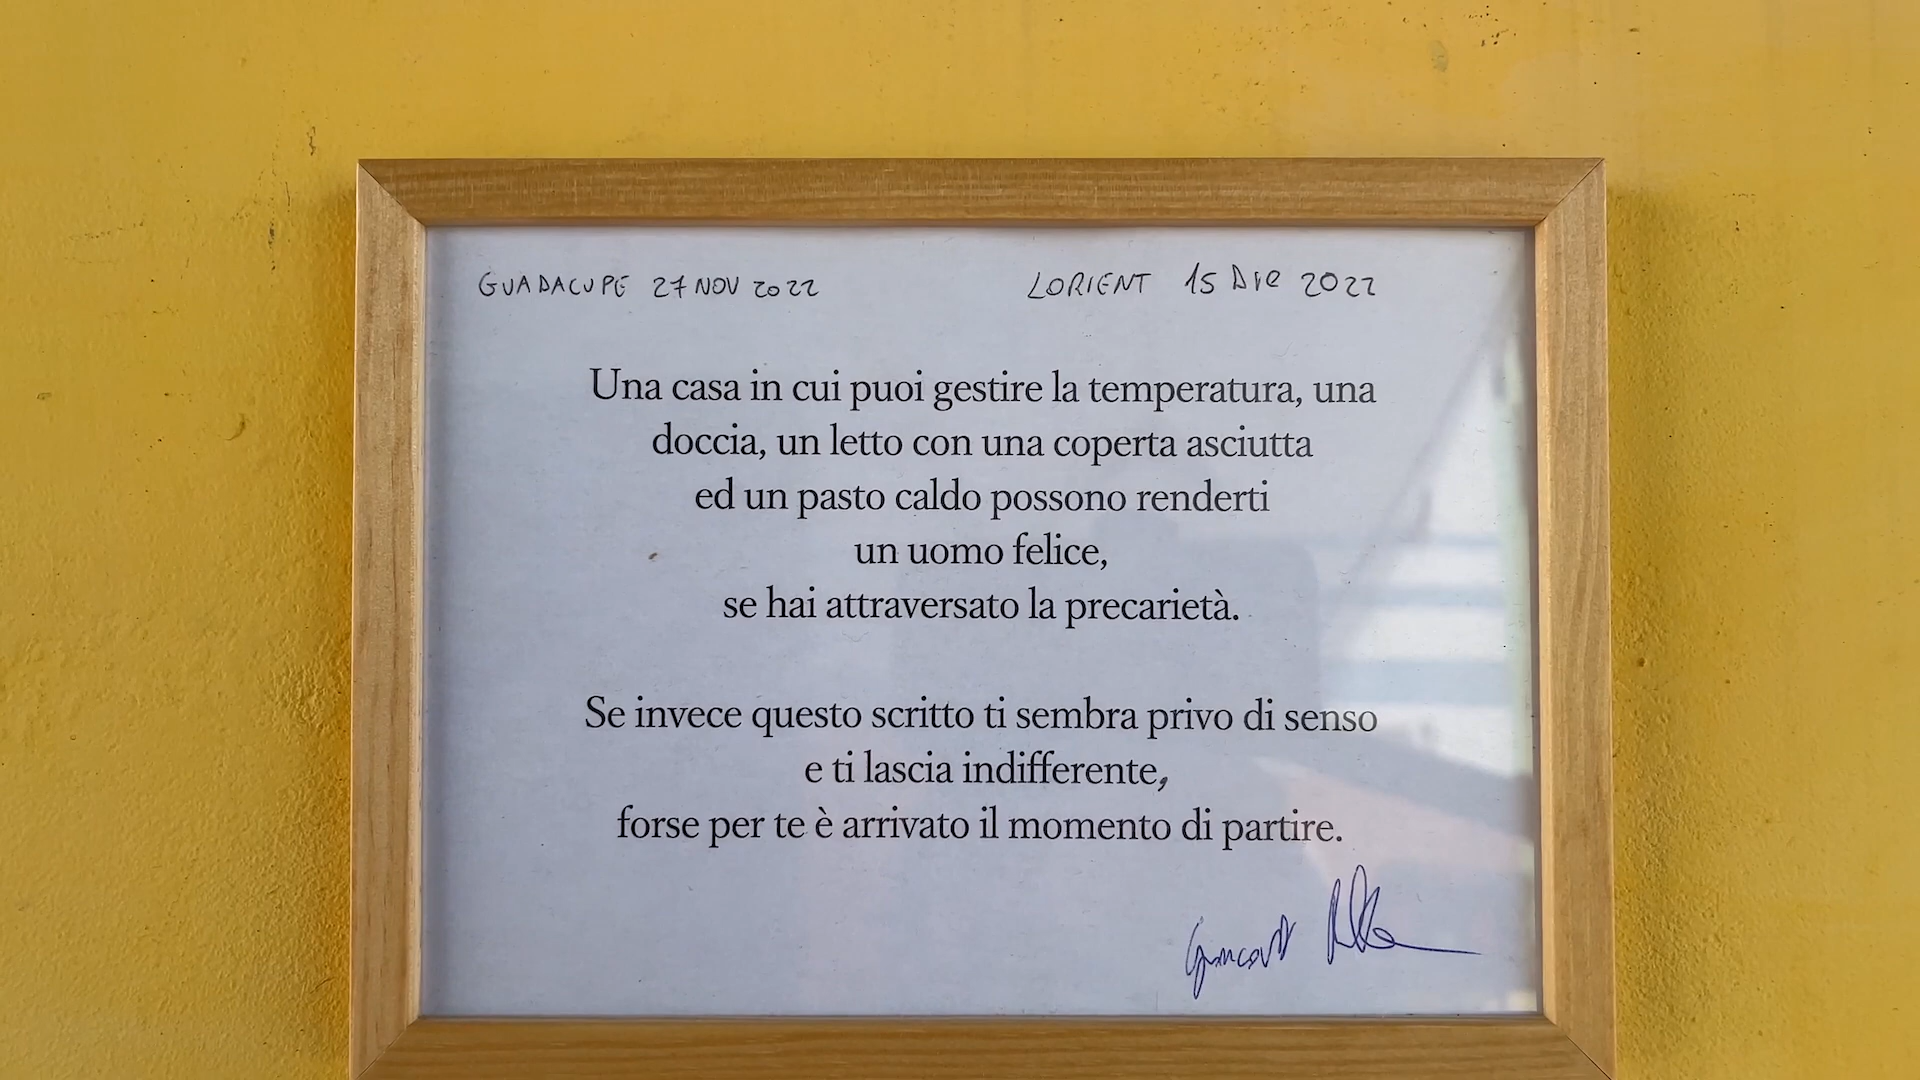 GUADALUPE 27 NOV 2022 LORIENT 15 DIC 2022
Una casa in cui puoi gestire la temperatura, una
doccia, un letto con una coperta asciutta
ed un pasto caldo possono renderti
un uomo felice,
se hai attraversato la precarietà.
Se invece questo scritto ti sembra privo di senso
e ti lascia indifferente,
forse per te è arrivato il momento di partire.